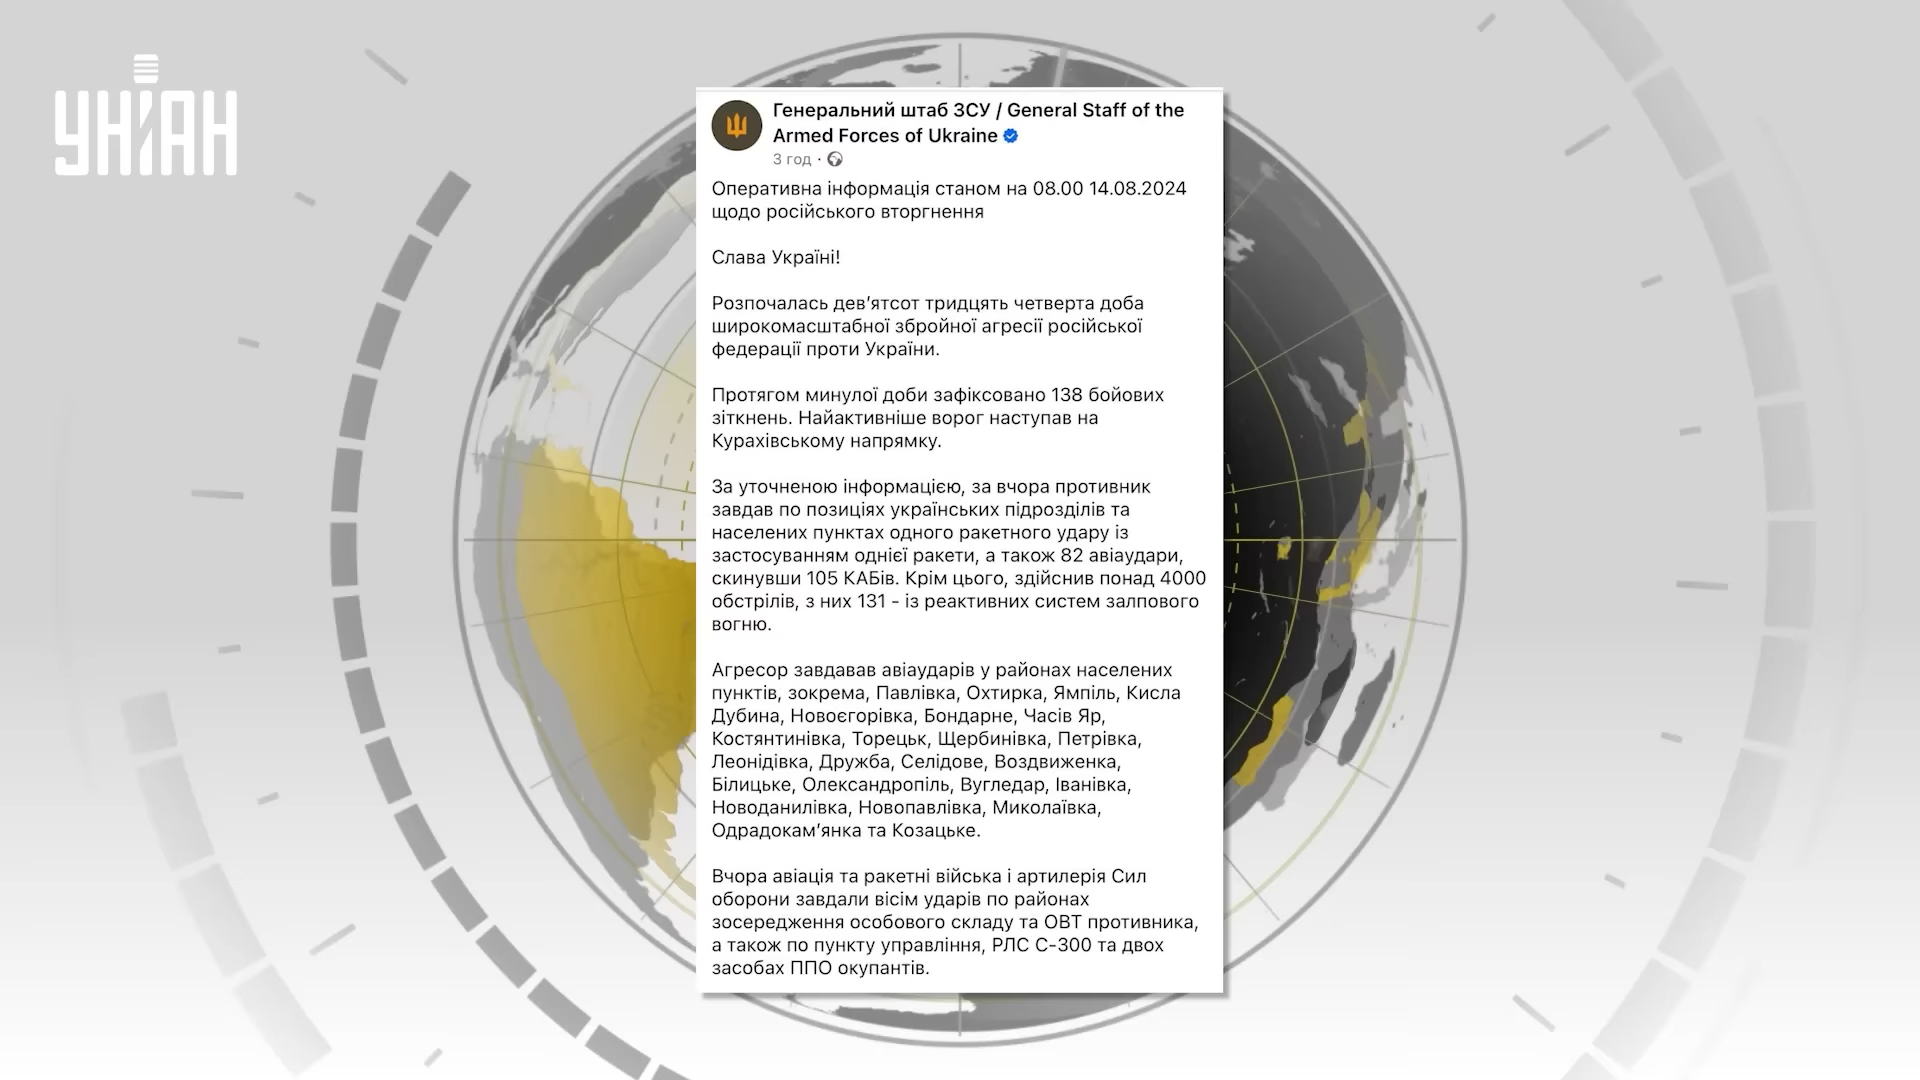 УНІАН
Генеральний штаб ЗСУ / General Staff of the
Armed Forces of Ukraine
3 год ·
Оперативна інформація станом на 08.00 14.08.2024
щодо російського вторгнення
Слава Україні!
Розпочалась дев’ятсот тридцять четверта доба
широкомасштабної збройної агресії російської
федерації проти України.
Протягом минулої доби зафіксовано 138 бойових
зіткнень. Найактивніше ворог наступав на
Курахівському напрямку.
За уточненою інформацією, за вчора противник
завдав по позиціях українських підрозділів та
населених пунктах одного ракетного удару із
застосуванням однієї ракети, а також 82 авіаудари,
скинувши 105 КАБів. Крім цього, здійснив понад 4000
обстрілів, з них 131 - із реактивних систем залпового
вогню.
Агресор завдавав авіаударів у районах населених
пунктів, зокрема, Павлівка, Охтирка, Ямпіль, Кисла
Дубина, Новоєгорівка, Бондарне, Часів Яр,
Костянтинівка, Торецьк, Щербинівка, Петрівка,
Леонідівка, Дружба, Селідове, Воздвиженка,
Білицьке, Олександропіль, Вугледар, Іванівка,
Новоданилівка, Новопавлівка, Миколаївка,
Одрадокам’янка та Козацьке.
Вчора авіація та ракетні війська і артилерія Сил
оборони завдали вісім ударів по районах
зосередження особового складу та ОВТ противника,
а також по пункту управління, РЛС С-300 та двох
засобах ППО окупантів.